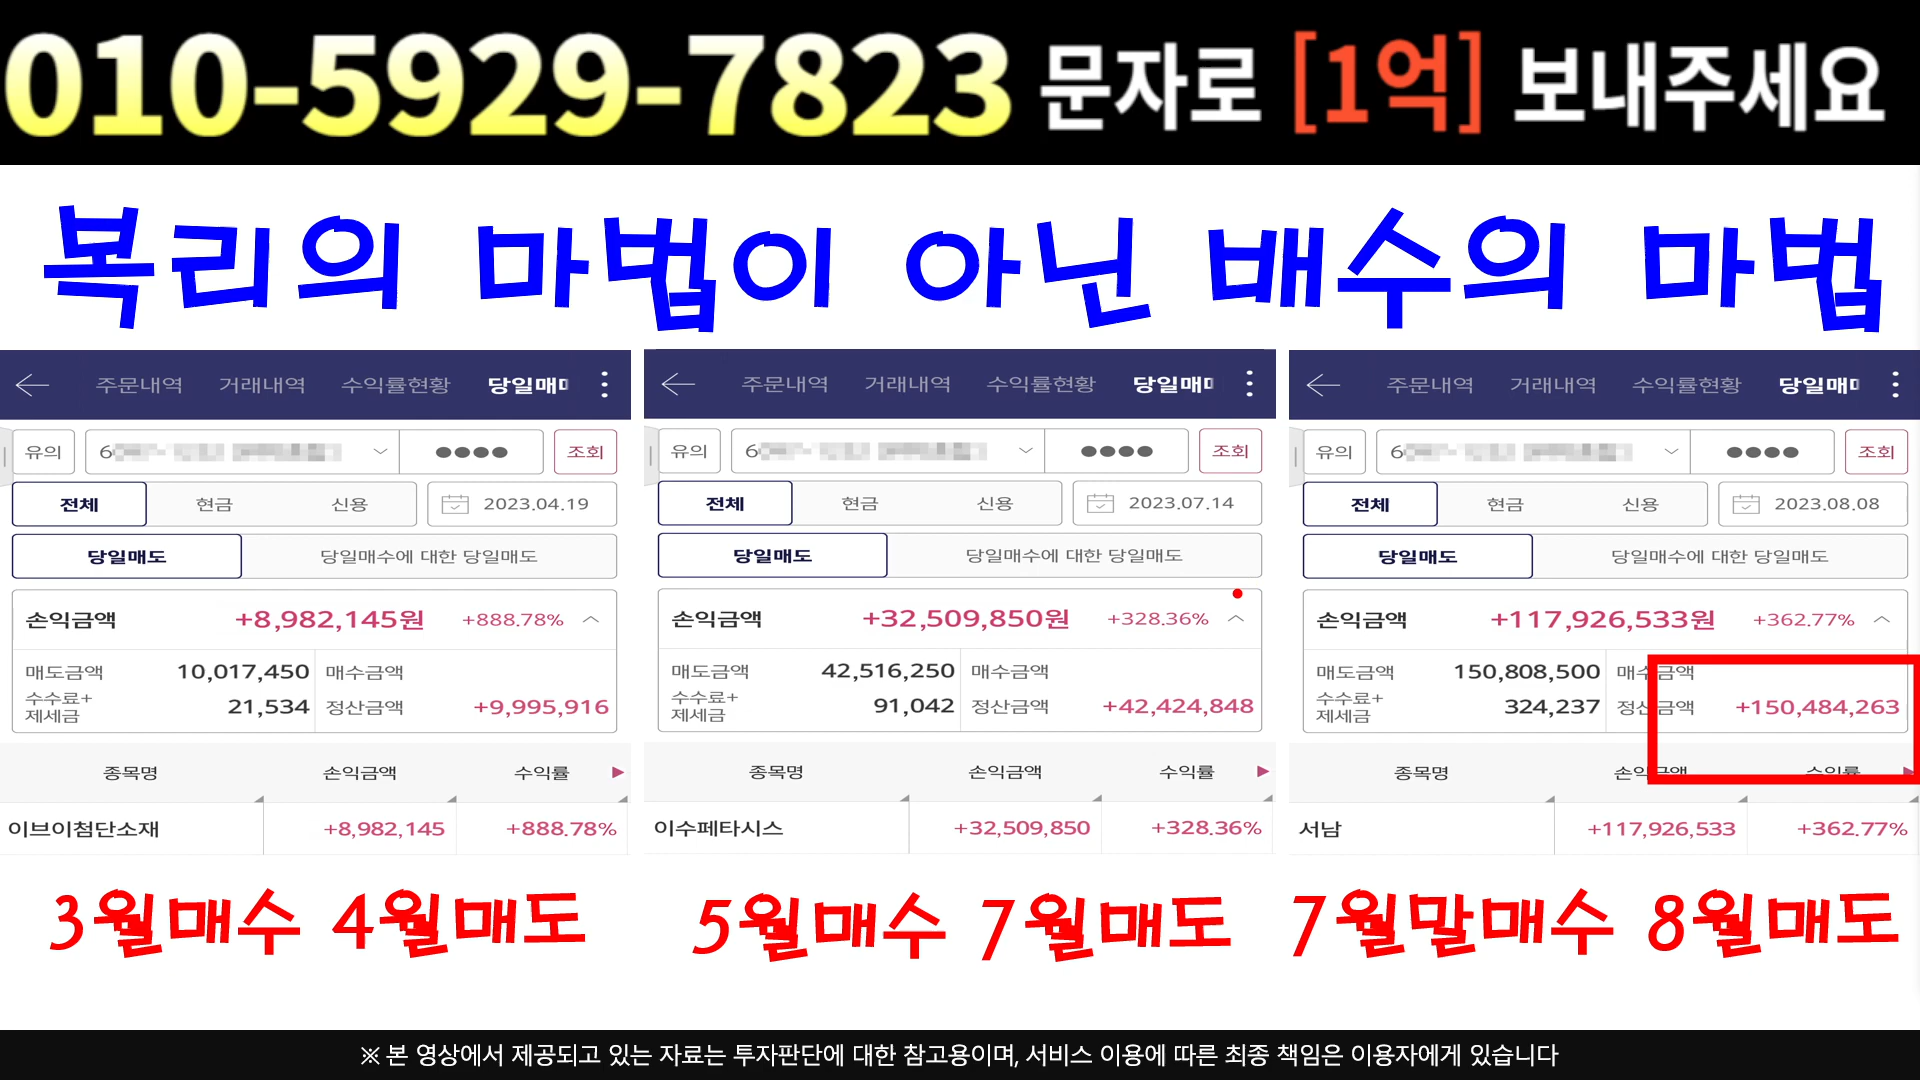 010-5929-7823 문자로 [1억] 보내주세요
복리의 마법이 아닌 배수의 마법
주문내역 거래내역 수익률현황 당일매
유의 6 ●●●● 조회
전체 현금 신용 2023.04.19
당일매도 당일매수에 대한 당일매도
손익금액 +8,982,145원 +888.78%
매도금액 10,017,450 매수금액
수수료+
제세금 21,534 정산금액 +9,995,916
종목명 손익금액 수익률
이브이첨단소재 +8,982,145 +888.78%
3월매수 4월매도
주문내역 거래내역 수익률현황 당일매
유의 6 ●●●● 조회
전체 현금 신용 2023.07.14
당일매도 당일매수에 대한 당일매도
손익금액 +32,509,850원 +328.36%
매도금액 42,516,250 매수금액
수수료+
제세금 91,042 정산금액 +42,424,848
종목명 손익금액 수익률
이수페타시스 +32,509,850 +328.36%
5월매수 7월매도
주문내역 거래내역 수익률현황 당일매
유의 6 ●●●● 조회
전체 현금 신용 2023.08.08
당일매도 당일매수에 대한 당일매도
손익금액 +117,926,533원 +362.77%
매도금액 150,808,500 매수금액
수수료+
제세금 324,237 정산금액 +150,484,263
종목명 손익금액 수익률
서남 +117,926,533 +362.77%
7월말매수 8월매도
※ 본 영상에서 제공되고 있는 자료는 투자판단에 대한 참고용이며, 서비스 이용에 따른 최종 책임은 이용자에게 있습니다